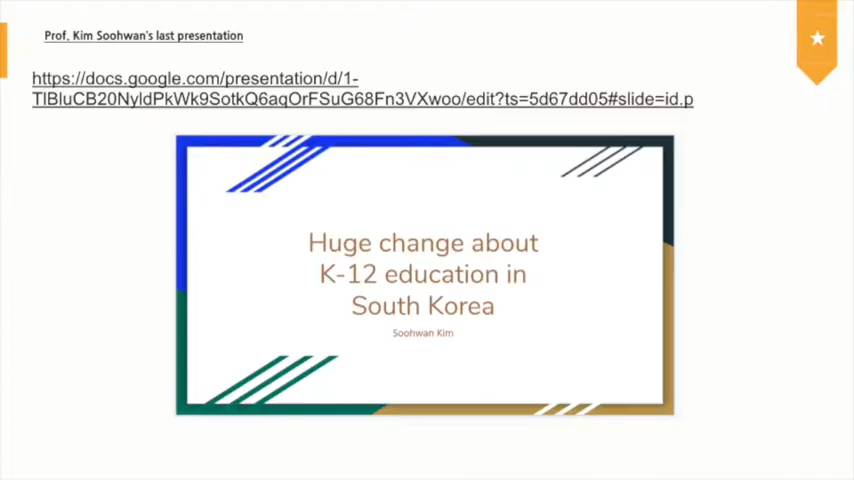 Prof. Kim Soohwan's last presentation
https://docs.google.com/presentation/d/1-
TlBluCB20NyldPkWk9SotkQ6aqOrFSuG68Fn3VXwoo/edit?ts=5d67dd05#slide=id.p
Huge change about
K-12 education in
South Korea
Soohwan Kim